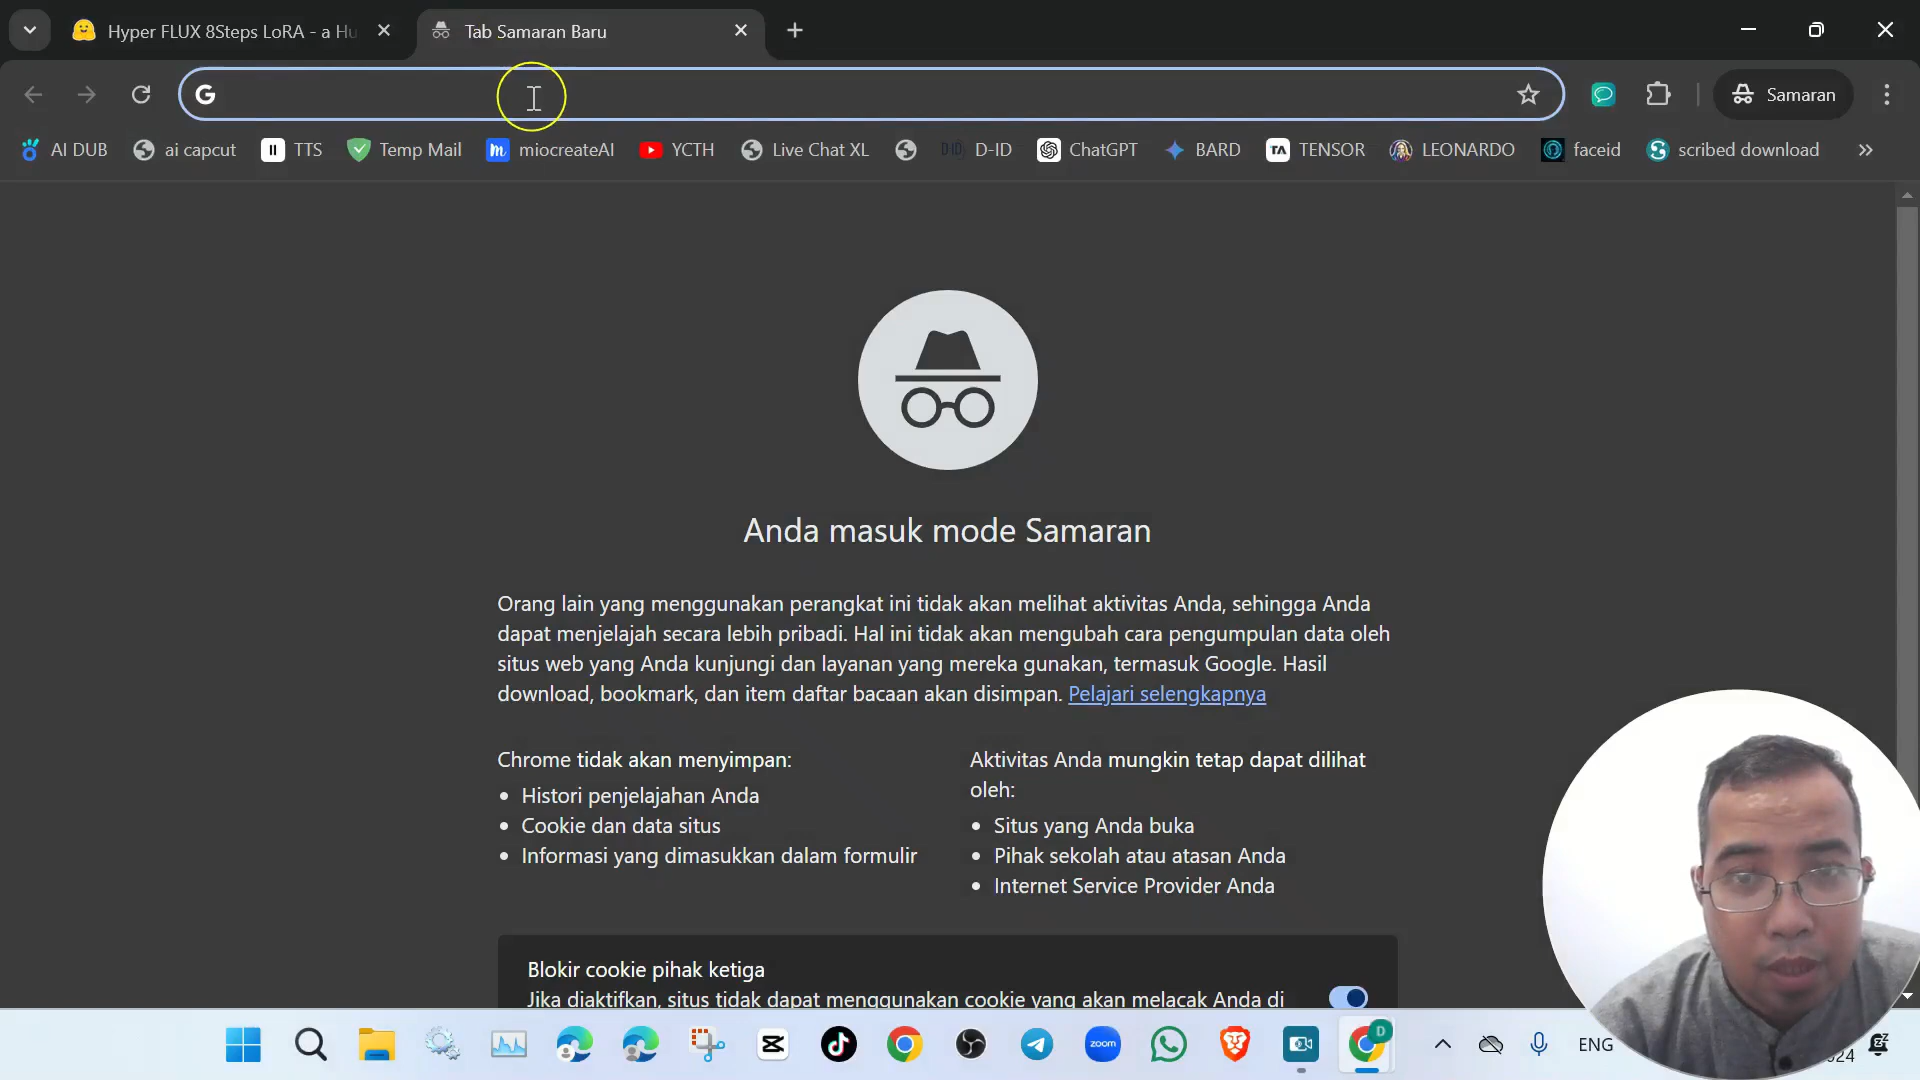 Hyper FLUX 8Steps LoRA - a Hu
Tab Samaran Baru
Samaran
AI DUB
ai capcut
TTS
Temp Mail
miocreateAI
YCTH
Live Chat XL
D-ID
ChatGPT
BARD
TENSOR
LEONARDO
faceid
scribed download
Anda masuk mode Samaran
Orang lain yang menggunakan perangkat ini tidak akan melihat aktivitas Anda, sehingga Anda
dapat menjelajah secara lebih pribadi. Hal ini tidak akan mengubah cara pengumpulan data oleh
situs web yang Anda kunjungi dan layanan yang mereka gunakan, termasuk Google. Hasil
download, bookmark, dan item daftar bacaan akan disimpan. Pelajari selengkapnya
Chrome tidak akan menyimpan:
Histori penjelajahan Anda
Cookie dan data situs
Informasi yang dimasukkan dalam formulir
Aktivitas Anda mungkin tetap dapat dilihat
oleh:
Situs yang Anda buka
Pihak sekolah atau atasan Anda
Internet Service Provider Anda
Blokir cookie pihak ketiga
Jika diaktifkan, situs tidak dapat menggunakan cookie yang akan melacak Anda di
zoom
D
ENG